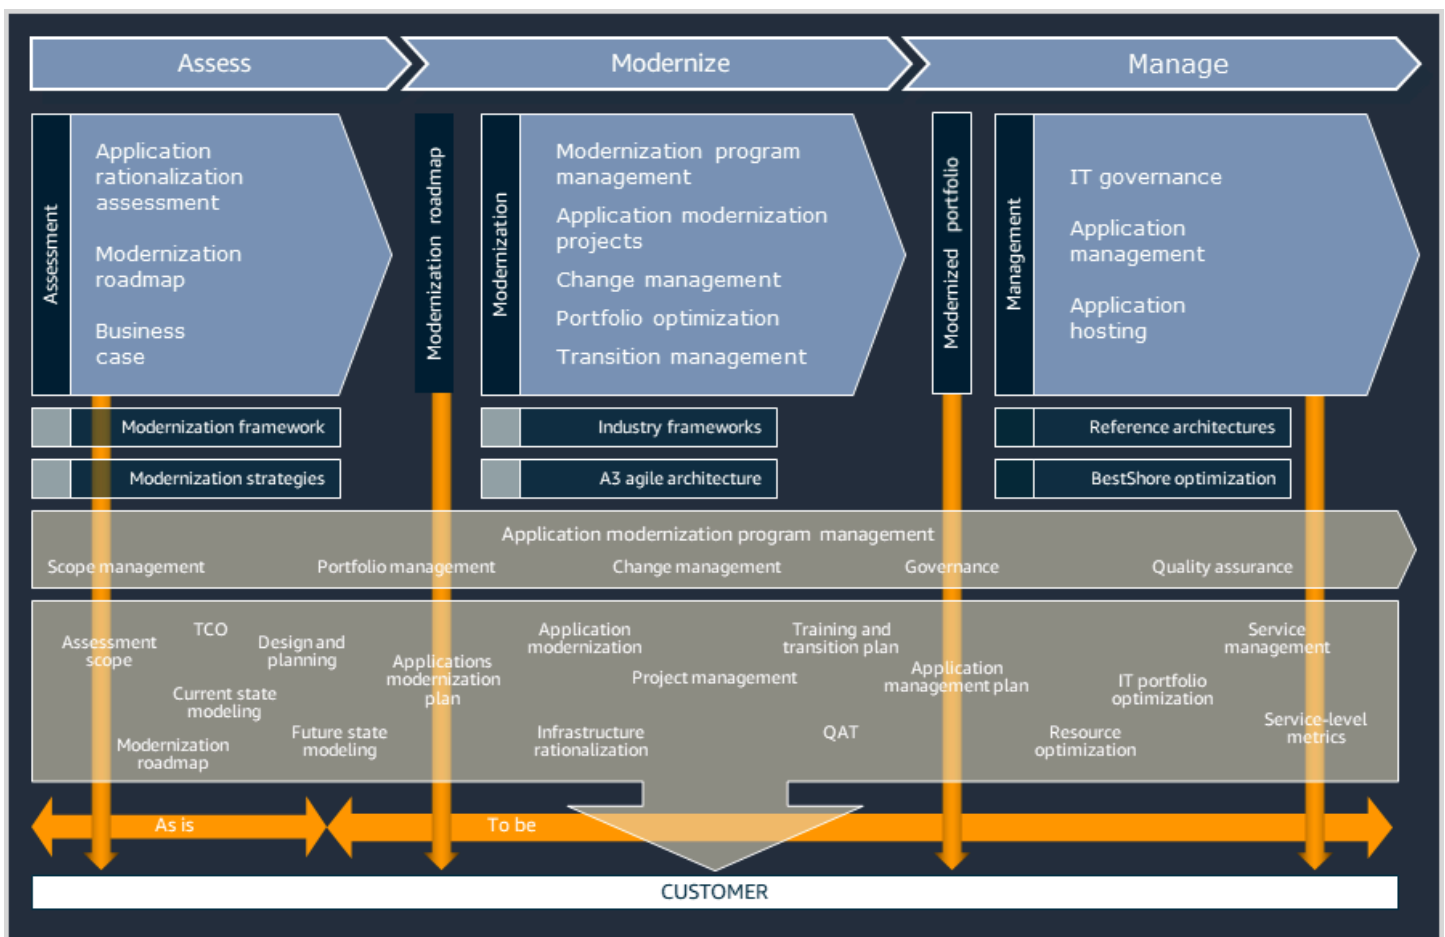 Assess
Modernize
Manage
Assessment
Application
rationalization
assessment
Modernization
roadmap
Business
case
Modernization roadmap
Modernization
Modernization program
management
Application modernization
projects
Change management
Portfolio optimization
Transition management
Modernized portfolio
Management
IT governance
Application
management
Application
hosting
Modernization framework
Industry frameworks
Reference architectures
Modernization strategies
A3 agile architecture
BestShore optimization
Application modernization program management
Scope management
Portfolio management
Change management
Governance
Quality assurance
Assessment
scope
TCO
Design and
planning
Current state
modeling
Modernization
roadmap
Future state
modeling
Applications
modernization
plan
Application
modernization
Project management
Infrastructure
rationalization
Training and
transition plan
QAT
Application
management plan
Resource
optimization
IT portfolio
optimization
Service
management
Service-level
metrics
As is
To be
CUSTOMER